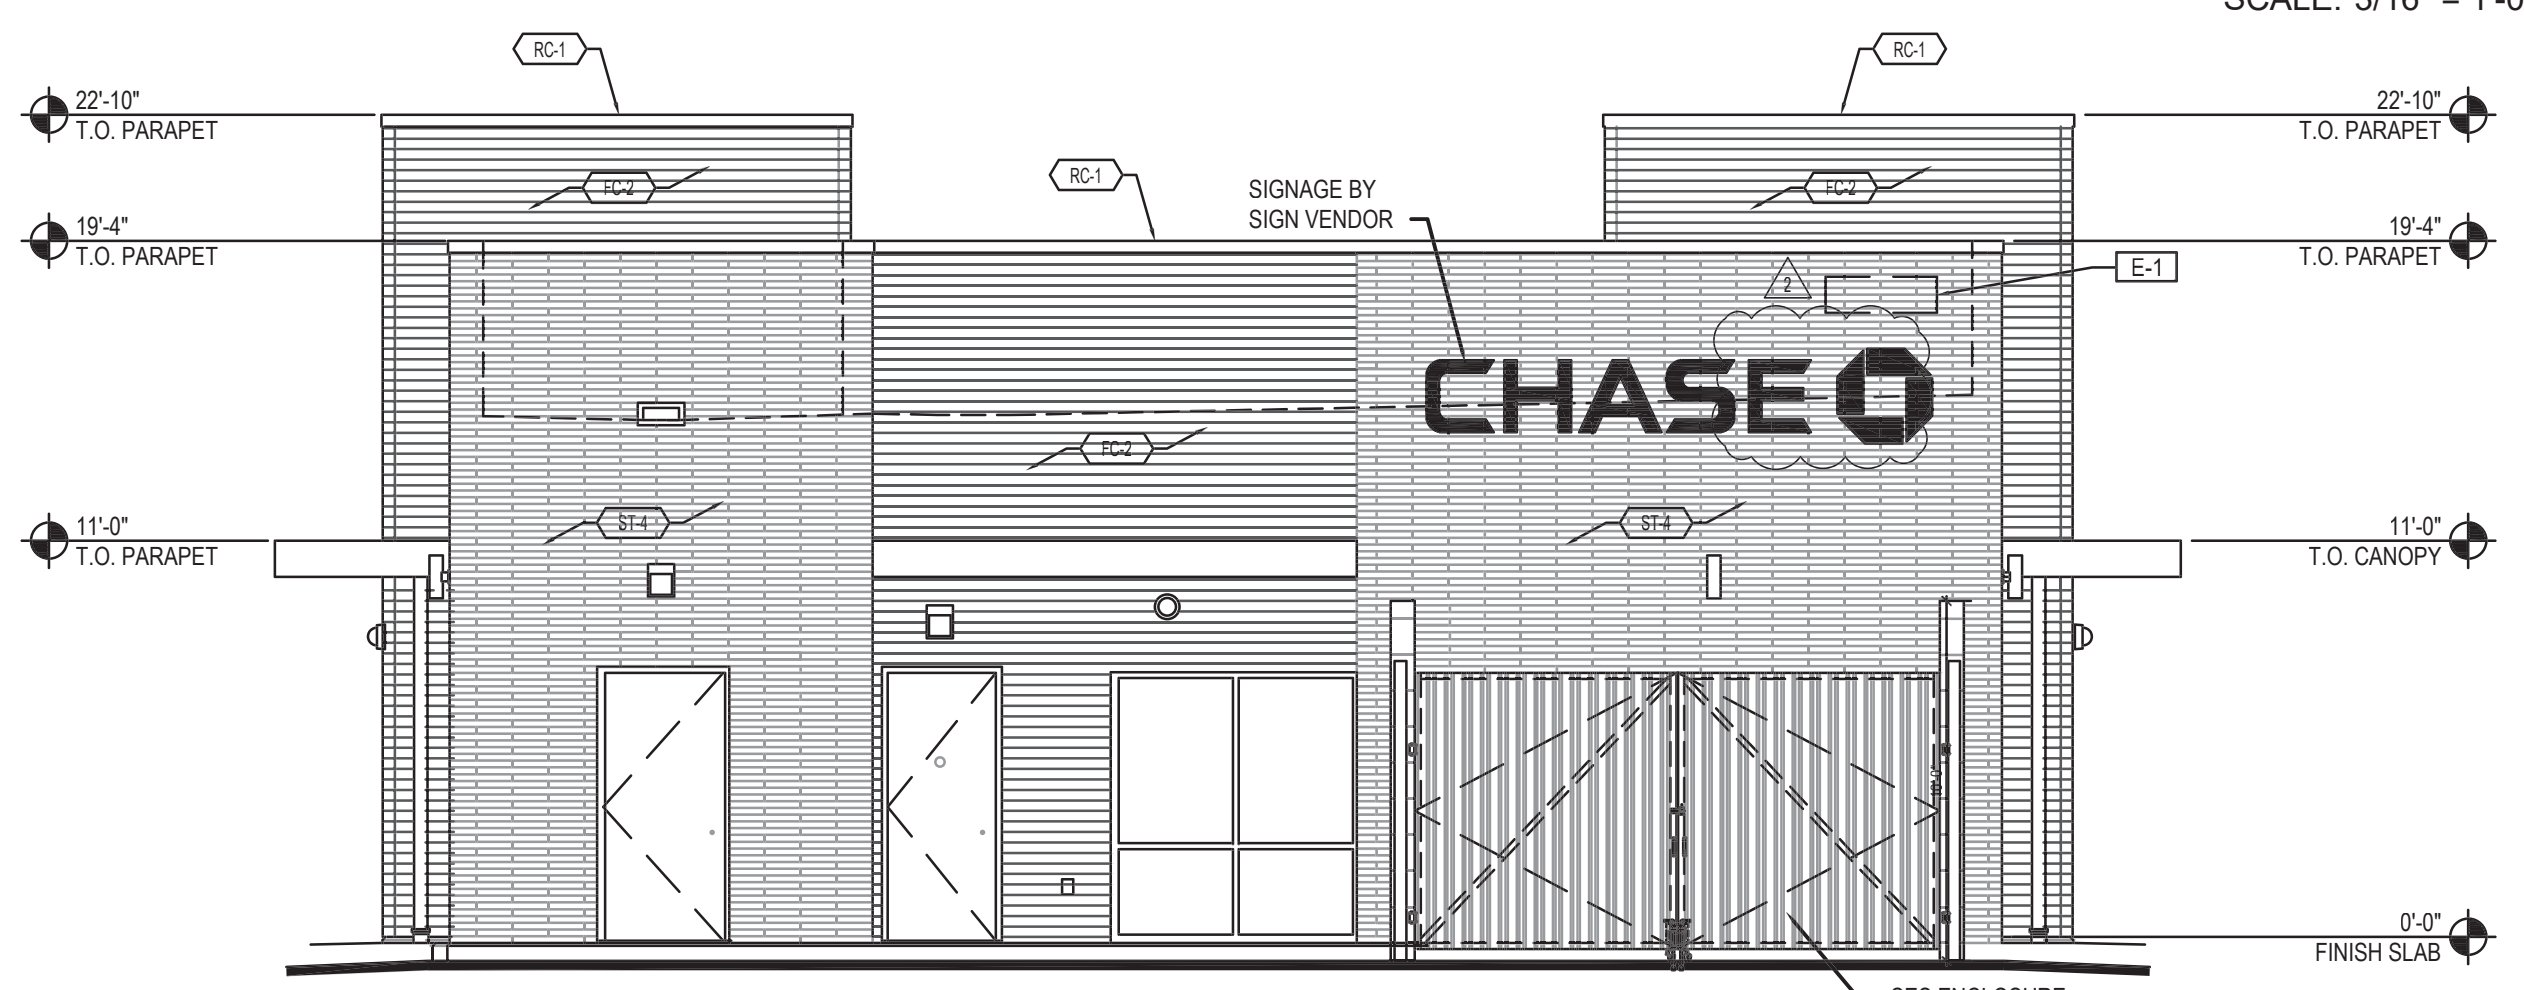 SCALE: 3/16" = 1'-0
RC-1
RC-1
22'-10"
T.O. PARAPET
22'-10"
T.O. PARAPET
FC-2
RC-1
SIGNAGE BY
SIGN VENDOR
FC-2
19'-4"
T.O. PARAPET
19'-4"
T.O. PARAPET
E-1
2
CHASE
FC-2
ST-4
ST-4
11'-0"
T.O. PARAPET
11'-0"
T.O. CANOPY
10'-0"
0'-0"
FINISH SLAB